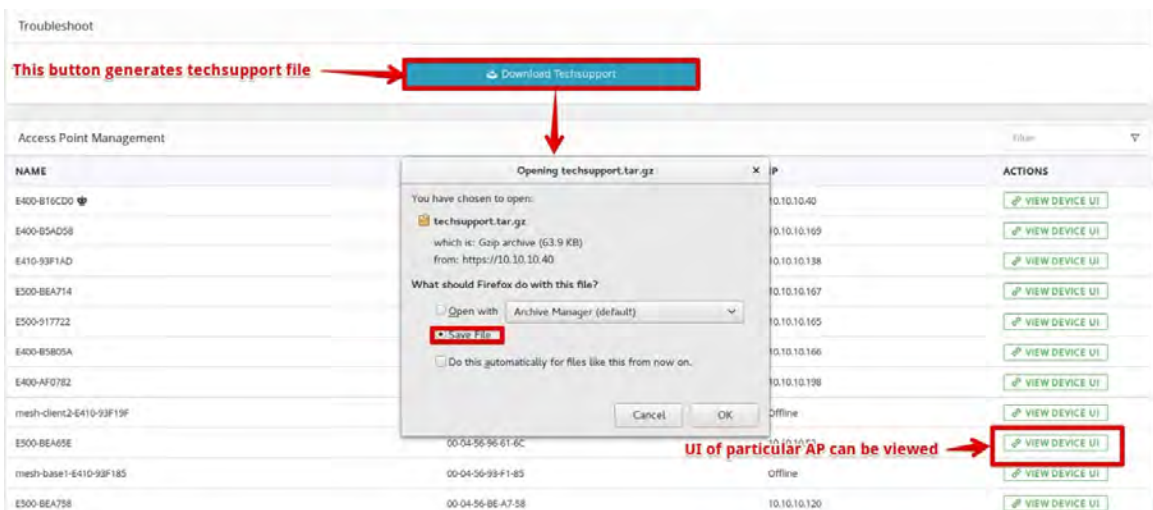 Troubleshoot
This button generates techsupport file
Download Techsupport
Access Point Management
Filter
NAME
Opening techsupport.tar.gz
×
IP
ACTIONS
E400-B16CD0
You have chosen to open:
10.10.10.40
VIEW DEVICE UI
techsupport.tar.gz
E400-B5AD58
10.10.10.169
VIEW DEVICE UI
which is: Gzip archive (63.9 KB)
E410-93F1AD
from: https://10.10.10.40
10.10.10.138
VIEW DEVICE UI
E500-BEA714
What should Firefox do with this file?
10.10.10.167
VIEW DEVICE UI
Open with Archive Manager (default)
E500-917722
10.10.10.165
VIEW DEVICE UI
Save File
E400-B5805A
10.10.10.166
VIEW DEVICE UI
Do this automatically for files like this from now on.
E400-AF0782
10.10.10.198
VIEW DEVICE UI
mesh-client2-E410-93F19F
Cancel
OK
Offline
VIEW DEVICE UI
E500-BEA65E
00-04-56-96-61-6C
UI of particular AP can be viewed
VIEW DEVICE UI
mesh-base1-E410-93F185
00-04-56-93-F1-85
Offline
VIEW DEVICE UI
E500-BEA758
00-04-56-BE-A7-58
10.10.10.120
VIEW DEVICE UI